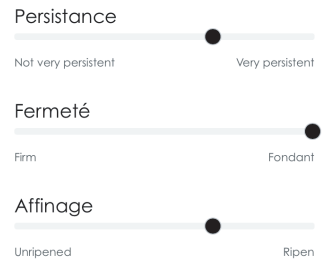 Persistance
Not very persistent Very persistent
Fermeté
Firm Fondant
Affinage
Unripened Ripen